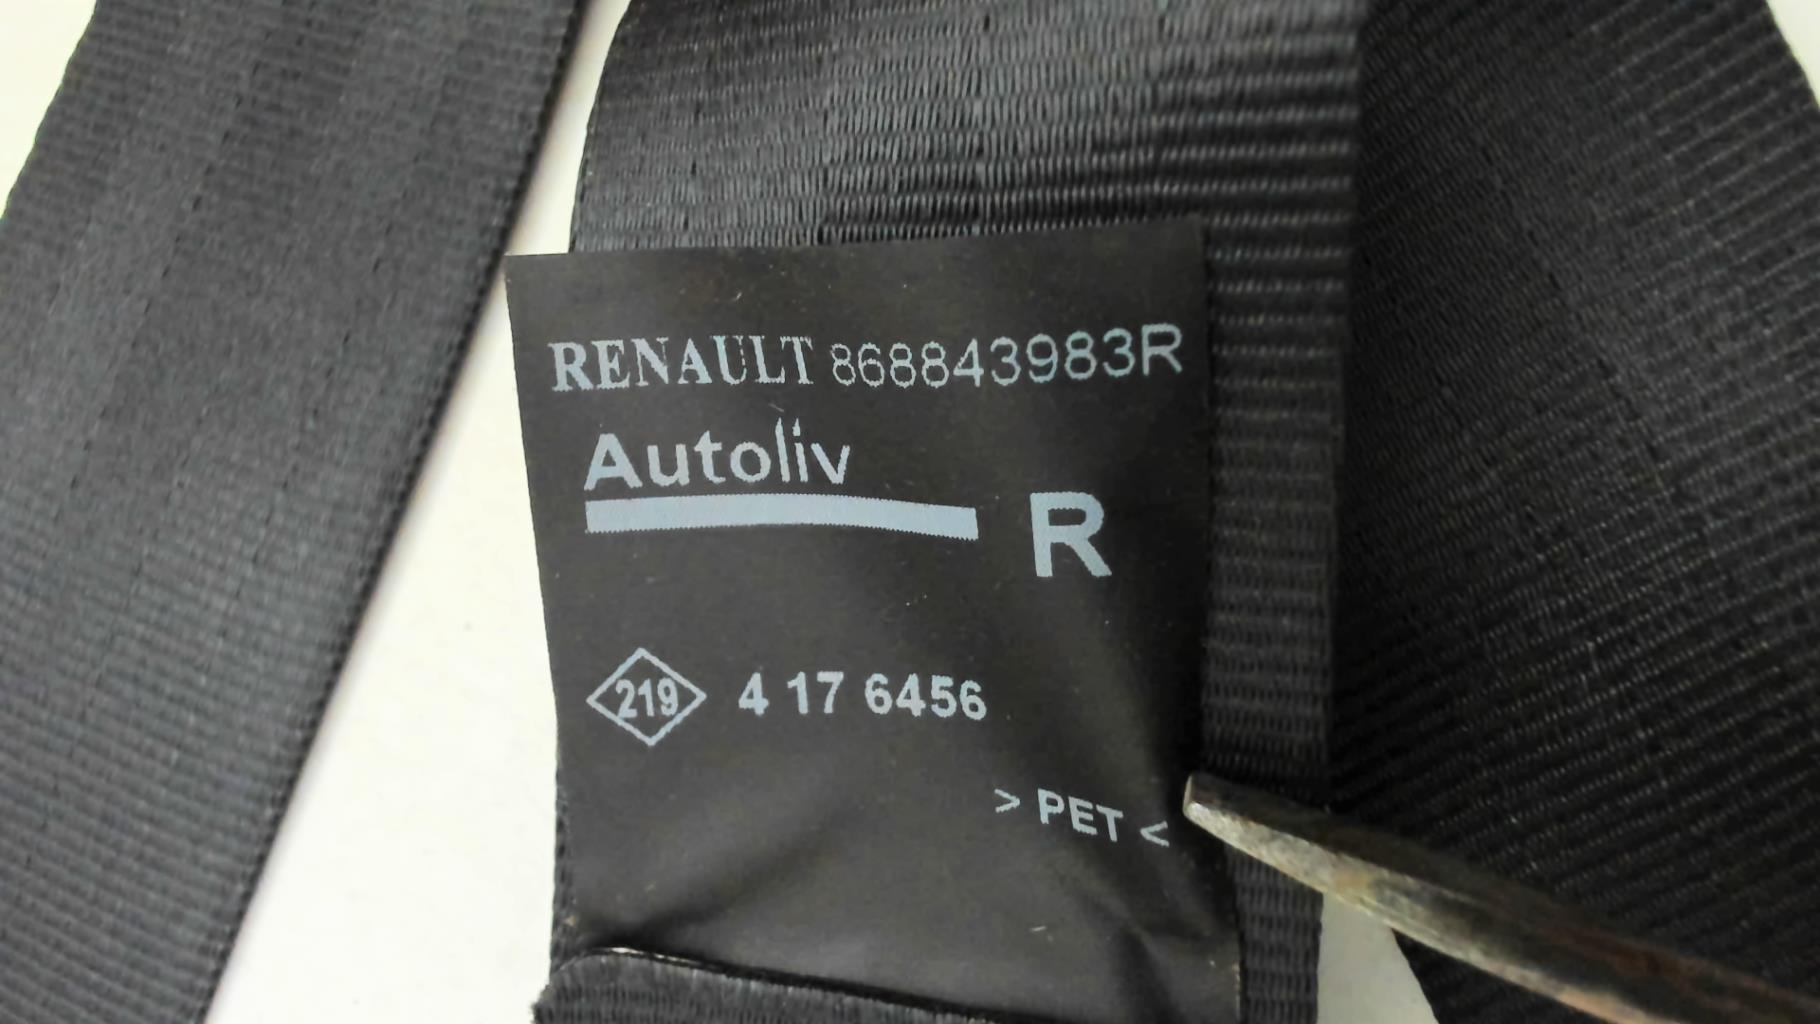 RENAULT 868843983R
Autoliv
R
219 4 17 6456
> PET <